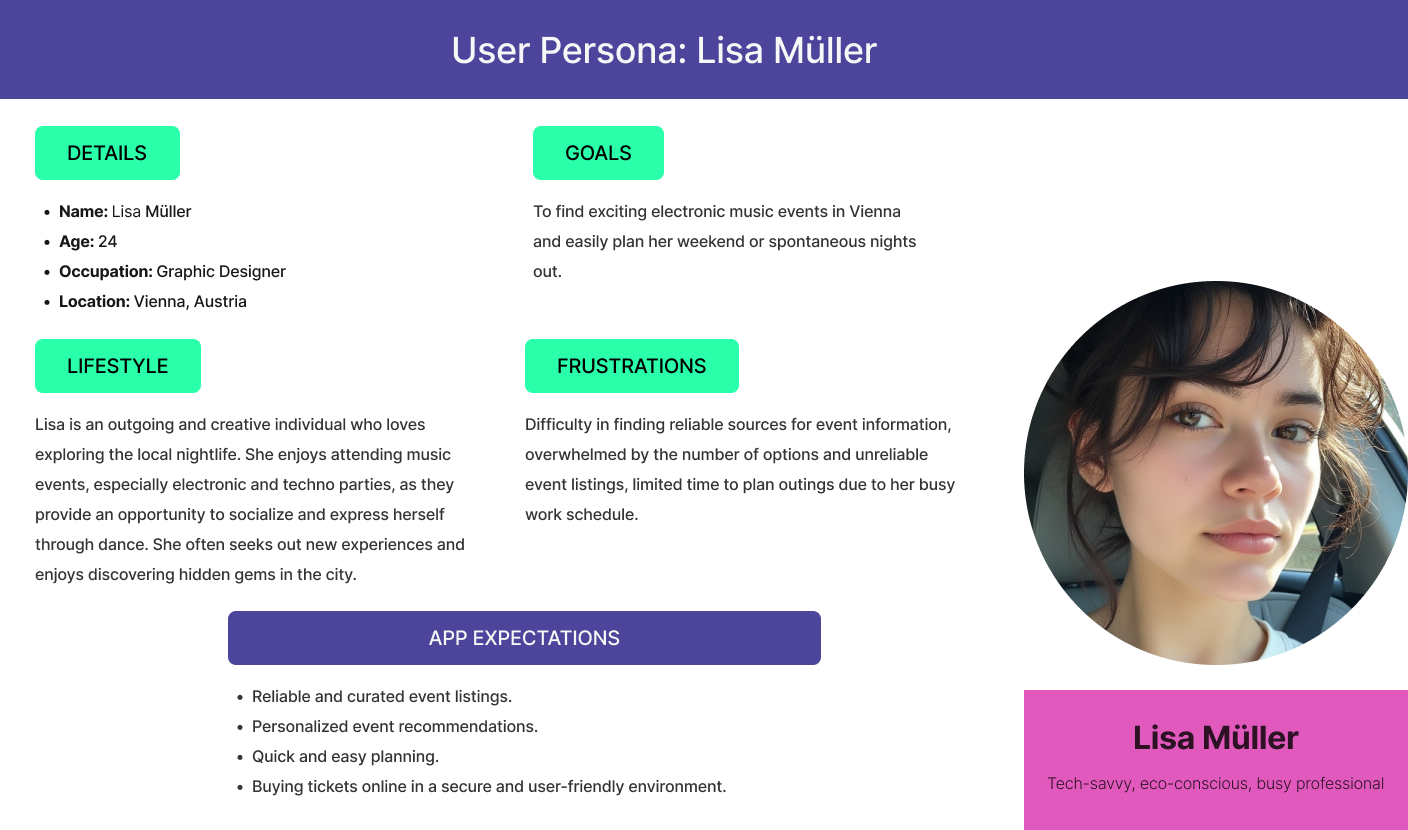 User Persona: Lisa Müller
DETAILS
• Name: Lisa Müller
• Age: 24
• Occupation: Graphic Designer
• Location: Vienna, Austria
GOALS
To find exciting electronic music events in Vienna
and easily plan her weekend or spontaneous nights
out.
LIFESTYLE
Lisa is an outgoing and creative individual who loves
exploring the local nightlife. She enjoys attending music
events, especially electronic and techno parties, as they
provide an opportunity to socialize and express herself
through dance. She often seeks out new experiences and
enjoys discovering hidden gems in the city.
FRUSTRATIONS
Difficulty in finding reliable sources for event information,
overwhelmed by the number of options and unreliable
event listings, limited time to plan outings due to her busy
work schedule.
APP EXPECTATIONS
• Reliable and curated event listings.
• Personalized event recommendations.
• Quick and easy planning.
• Buying tickets online in a secure and user-friendly environment.
Lisa Müller
Tech-savvy, eco-conscious, busy professional